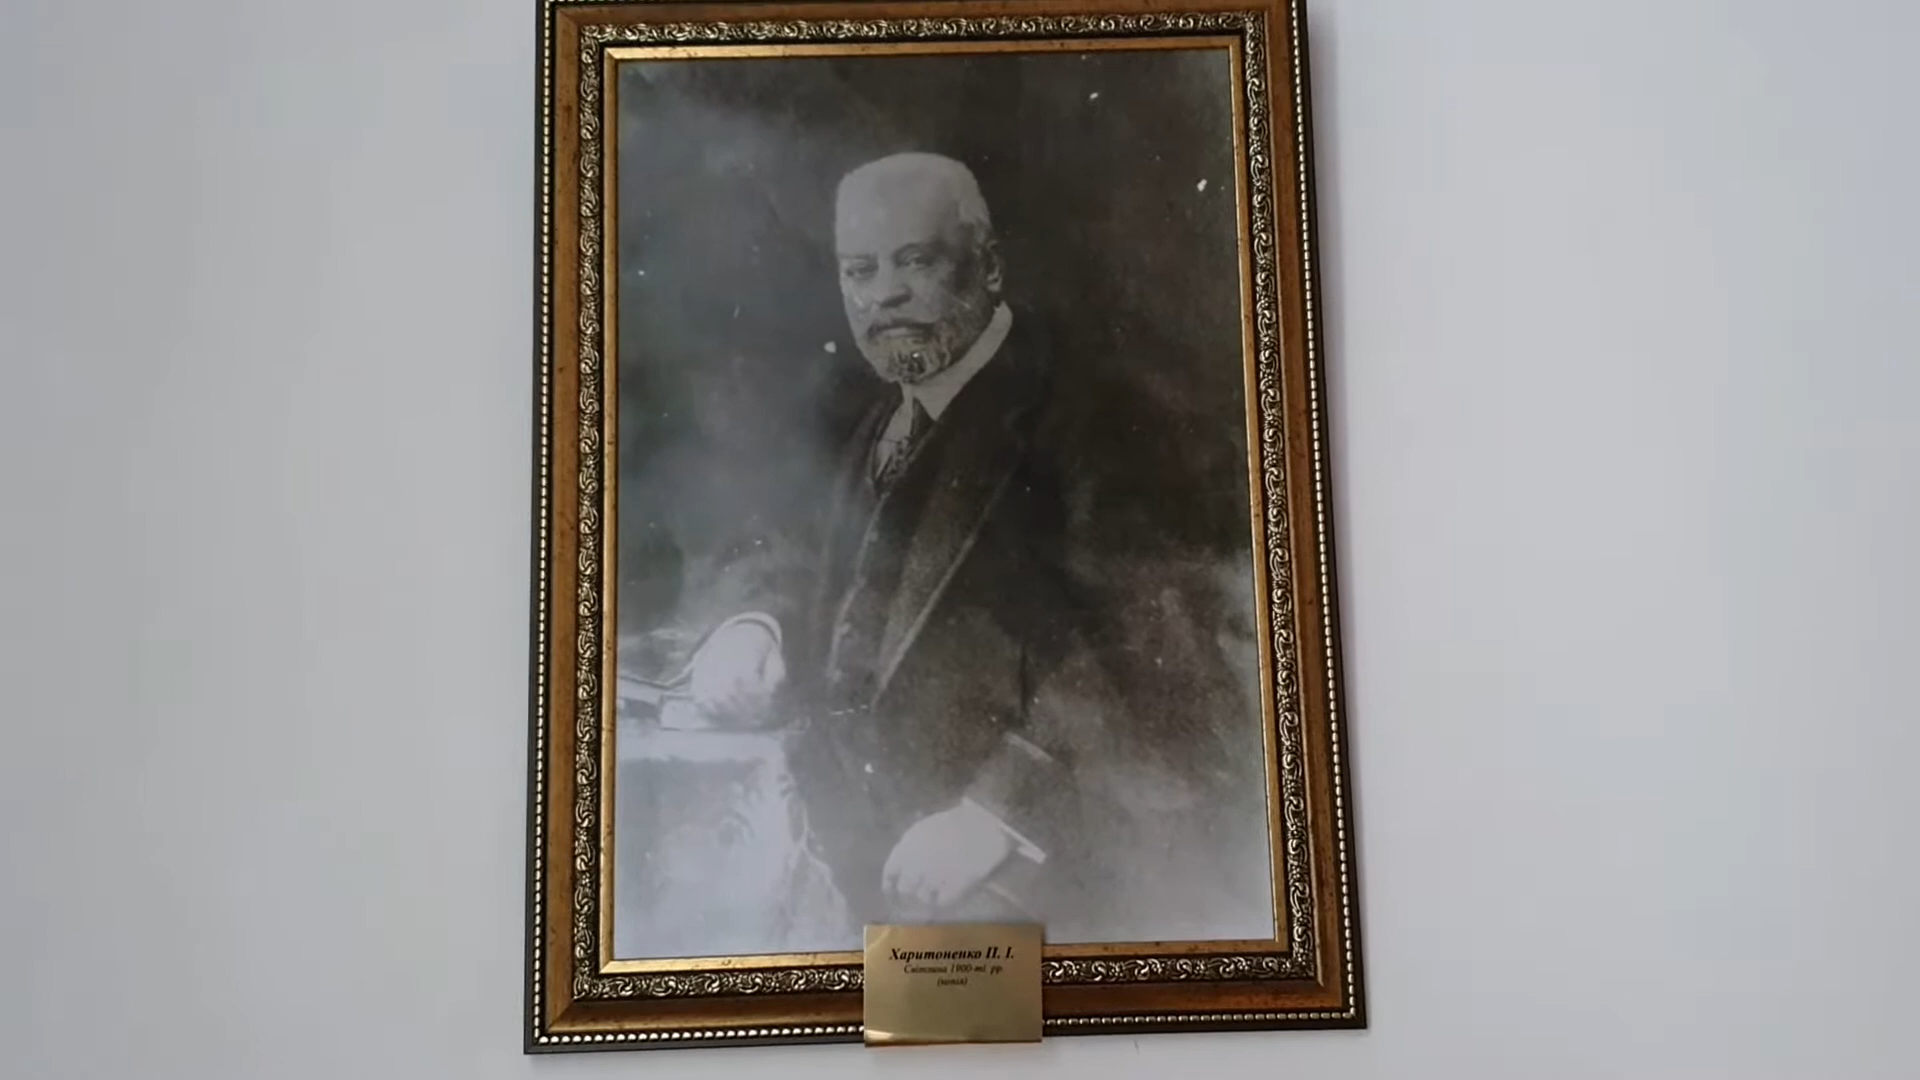 Харитоненко П. І.
Світлина 1900-ті рр.
(копія)